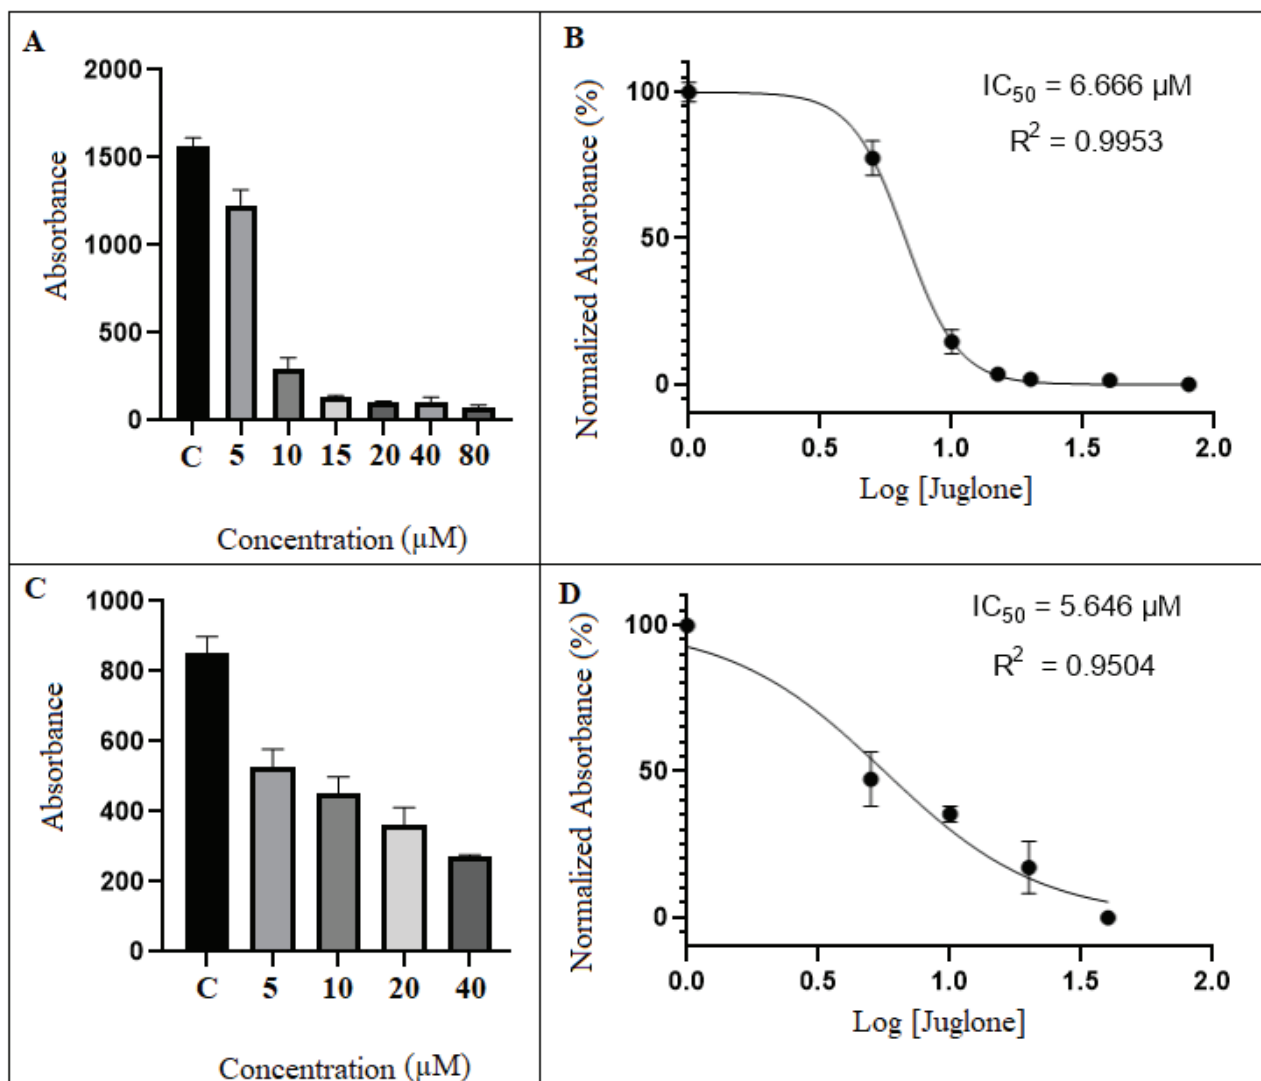 A
2000
1500
1000
500
0
Absorbance
C 5 10 15 20 40 80
Concentration (µM)
B
IC50 = 6.666 µM
R2 = 0.9953
100
50
0
Normalized Absorbance (%)
0.0 0.5 1.0 1.5 2.0
Log [Juglone]
C
1000
800
600
400
200
0
Absorbance
C 5 10 20 40
Concentration (µM)
D
IC50 = 5.646 µM
R2 = 0.9504
100
50
0
Normalized Absorbance (%)
0.0 0.5 1.0 1.5 2.0
Log [Juglone]